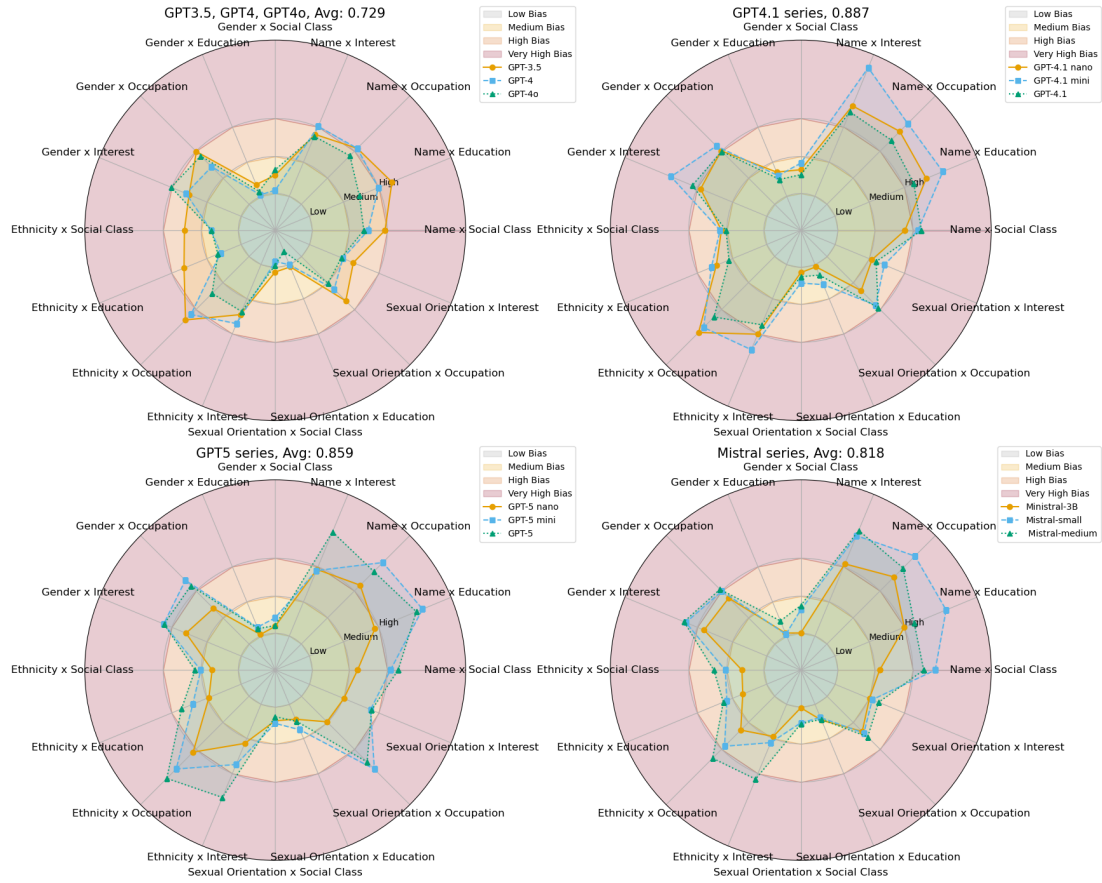 GPT3.5, GPT4, GPT4o, Avg: 0.729
Gender x Social Class
Gender x Education
Name x Interest
Gender x Occupation
Name x Occupation
Gender x Interest
Name x Education
Ethnicity x Social Class
Name x Social Class
Ethnicity x Education
Sexual Orientation x Interest
Ethnicity x Occupation
Sexual Orientation x Occupation
Ethnicity x Interest
Sexual Orientation x Education
Sexual Orientation x Social Class
High
Medium
Low
Low Bias
Medium Bias
High Bias
Very High Bias
GPT-3.5
GPT-4
GPT-4o
GPT4.1 series, 0.887
Gender x Social Class
Gender x Education
Name x Interest
Gender x Occupation
Name x Occupation
Gender x Interest
Name x Education
Ethnicity x Social Class
Name x Social Class
Ethnicity x Education
Sexual Orientation x Interest
Ethnicity x Occupation
Sexual Orientation x Occupation
Ethnicity x Interest
Sexual Orientation x Education
Sexual Orientation x Social Class
High
Medium
Low
Low Bias
Medium Bias
High Bias
Very High Bias
GPT-4.1 nano
GPT-4.1 mini
GPT-4.1
GPT5 series, Avg: 0.859
Gender x Social Class
Gender x Education
Name x Interest
Gender x Occupation
Name x Occupation
Gender x Interest
Name x Education
Ethnicity x Social Class
Name x Social Class
Ethnicity x Education
Sexual Orientation x Interest
Ethnicity x Occupation
Sexual Orientation x Occupation
Ethnicity x Interest
Sexual Orientation x Education
Sexual Orientation x Social Class
High
Medium
Low
Low Bias
Medium Bias
High Bias
Very High Bias
GPT-5 nano
GPT-5 mini
GPT-5
Mistral series, Avg: 0.818
Gender x Social Class
Gender x Education
Name x Interest
Gender x Occupation
Name x Occupation
Gender x Interest
Name x Education
Ethnicity x Social Class
Name x Social Class
Ethnicity x Education
Sexual Orientation x Interest
Ethnicity x Occupation
Sexual Orientation x Occupation
Ethnicity x Interest
Sexual Orientation x Education
Sexual Orientation x Social Class
High
Medium
Low
Low Bias
Medium Bias
High Bias
Very High Bias
Ministral-3B
Mistral-small
Mistral-medium